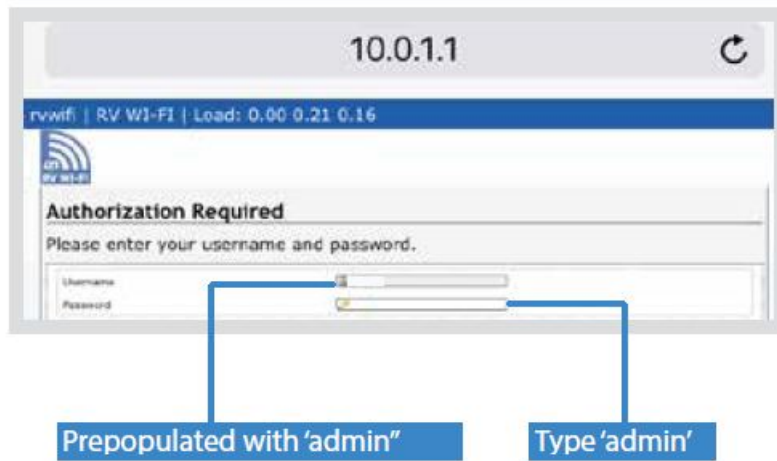 10.0.1.1
rvwifi | RV WI-FI | Load: 0.00 0.21 0.16
RV WI-FI
Authorization Required
Please enter your username and password.
Username
Password
Prepopulated with ‘admin”
Type ‘admin’